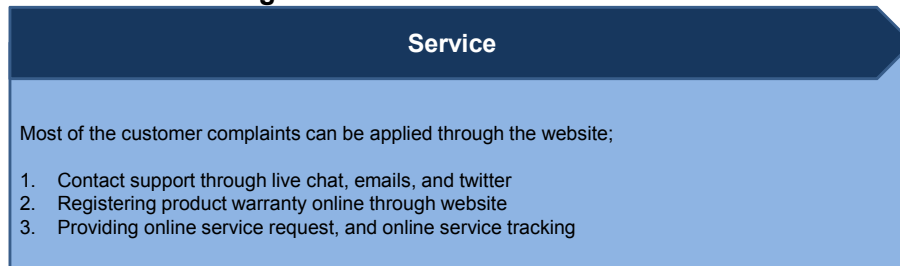 Service
Most of the customer complaints can be applied through the website;
1. Contact support through live chat, emails, and twitter
2. Registering product warranty online through website
3. Providing online service request, and online service tracking